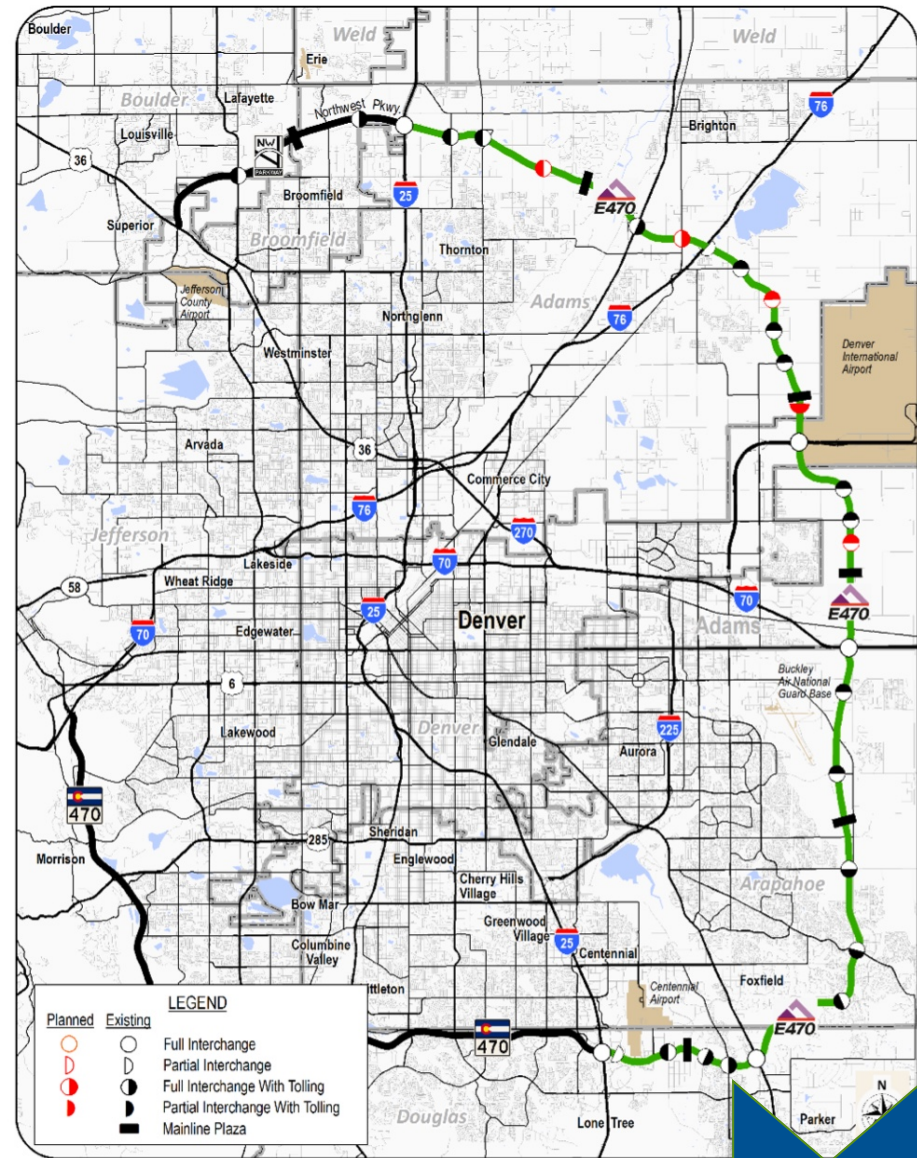 Boulder
Weld
Weld
Erie
Boulder
Lafayette
76
Northwest Pkwy.
Louisville
Brighton
36
NW
PARKWAY
25
Broomfield
E470
Superior
Broomfield
Thornton
Jefferson
County
Airport
Adams
76
Northglenn
Denver
International
Airport
Westminster
Arvada
36
Commerce City
76
270
Jefferson
Lakeside
70
58
Wheat Ridge
70
25
E470
70
Edgewater
Denver
Adams
6
Buckley
Air National
Guard Base
Lakewood
Denver
Glendale
225
Aurora
470
Sheridan
285
Morrison
Englewood
Cherry Hills
Village
Arapahoe
Bow Mar
Greenwood
Village
25
Columbine
Valley
Centennial
ittleton
Centennial
Airport
Foxfield
E470
470
LEGEND
Planned Existing
Full Interchange
Partial Interchange
Full Interchange With Tolling
Partial Interchange With Tolling
Mainline Plaza
Douglas
Lone Tree
Parker
N